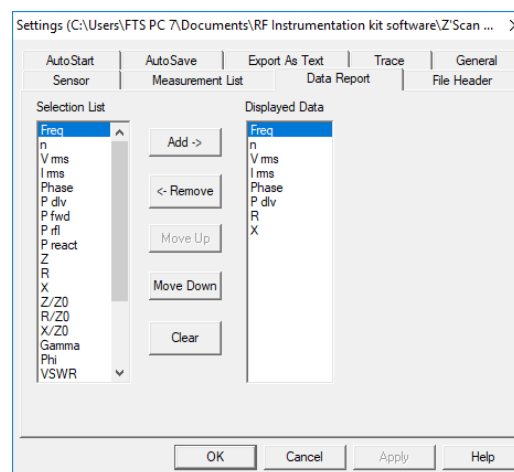 Settings (C:\Users\FTS PC 7\Documents\RF Instrumentation kit software\Z'Scan ...
AutoStart AutoSave Export As Text Trace General
Sensor Measurement List Data Report File Header
Selection List
Freq
n
V rms
I rms
Phase
P dlv
P fwd
P rfl
P react
Z
R
X
Z/Z0
R/Z0
X/Z0
Gamma
Phi
VSWR
Add ->
<- Remove
Move Up
Move Down
Clear
Displayed Data
Freq
n
V rms
I rms
Phase
P dlv
R
X
OK Cancel Apply Help